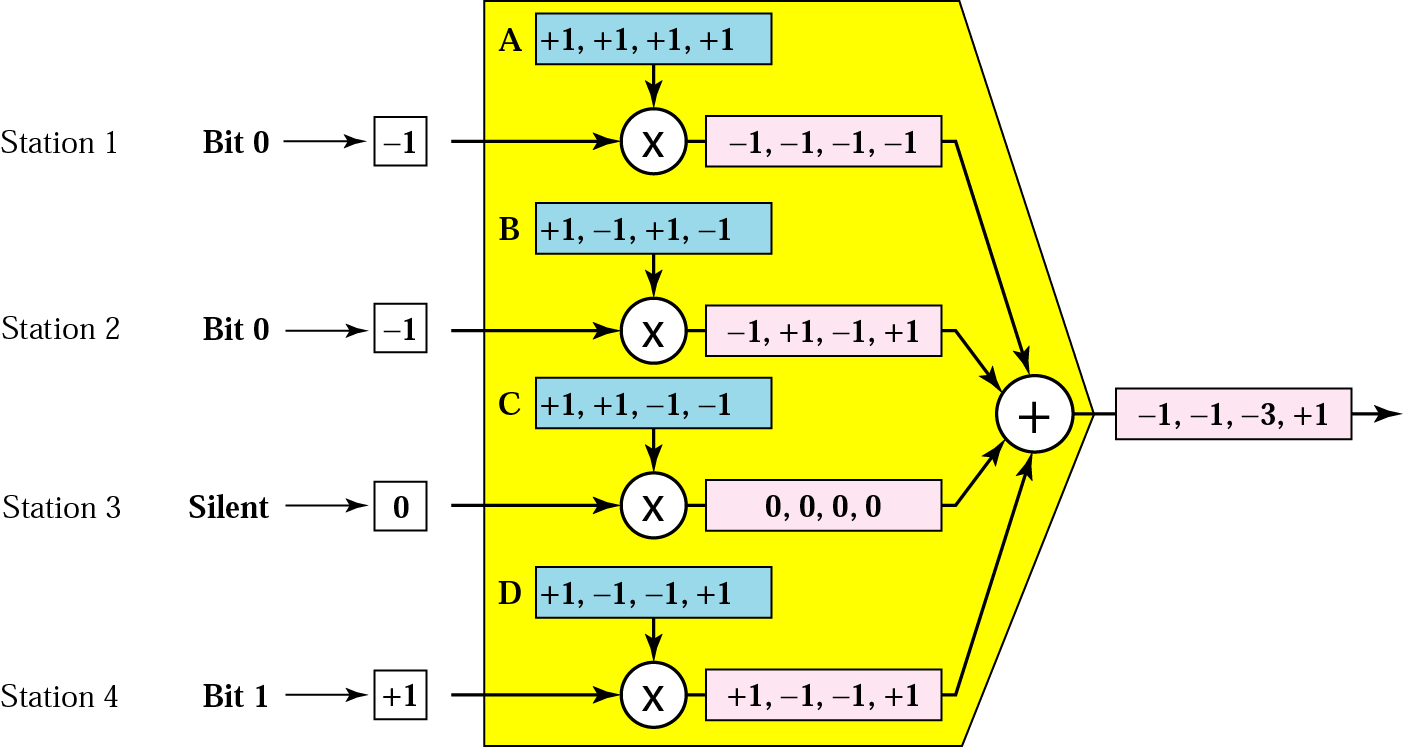 A +1, +1, +1, +1
Station 1 Bit 0 –1 X –1, –1, –1, –1
B +1, –1, +1, –1
Station 2 Bit 0 –1 X –1, +1, –1, +1
C +1, +1, –1, –1
+ –1, –1, –3, +1
Station 3 Silent 0 X 0, 0, 0, 0
D +1, –1, –1, +1
Station 4 Bit 1 +1 X +1, –1, –1, +1